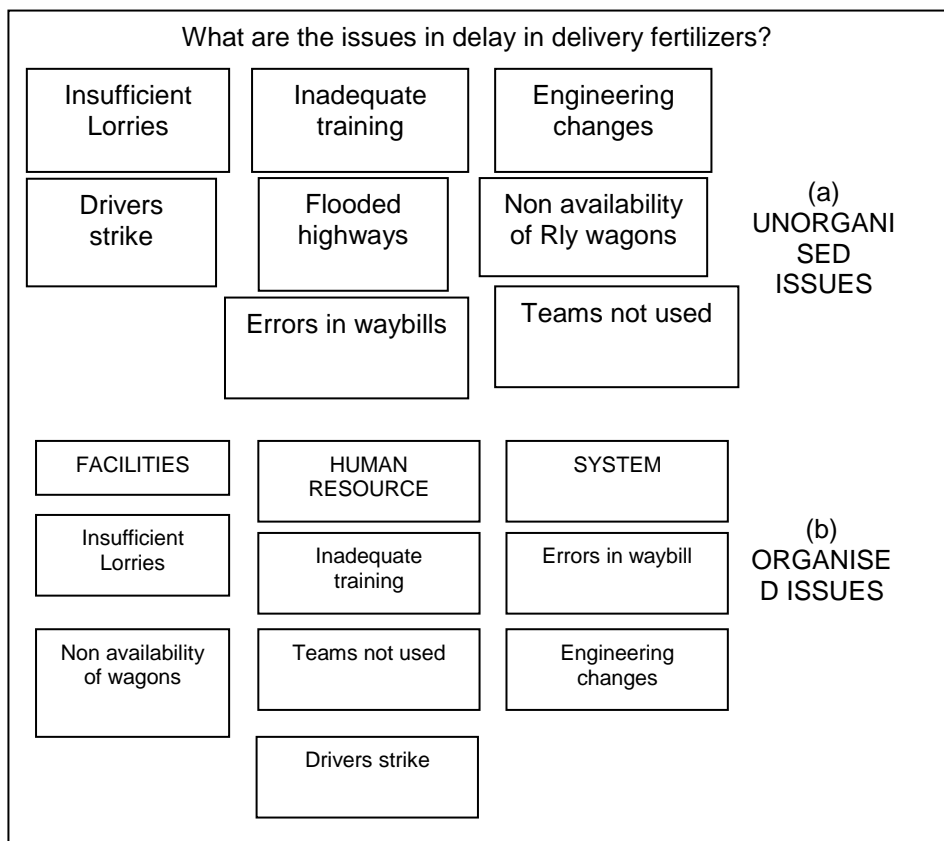 What are the issues in delay in delivery fertilizers?
Insufficient
Lorries
Inadequate
training
Engineering
changes
Drivers
strike
Flooded
highways
Non availability
of Rly wagons
(a)
UNORGANI
SED
ISSUES
Errors in waybills
Teams not used
FACILITIES
HUMAN
RESOURCE
SYSTEM
Insufficient
Lorries
Inadequate
training
Errors in waybill
(b)
ORGANISE
D ISSUES
Non availability
of wagons
Teams not used
Engineering
changes
Drivers strike